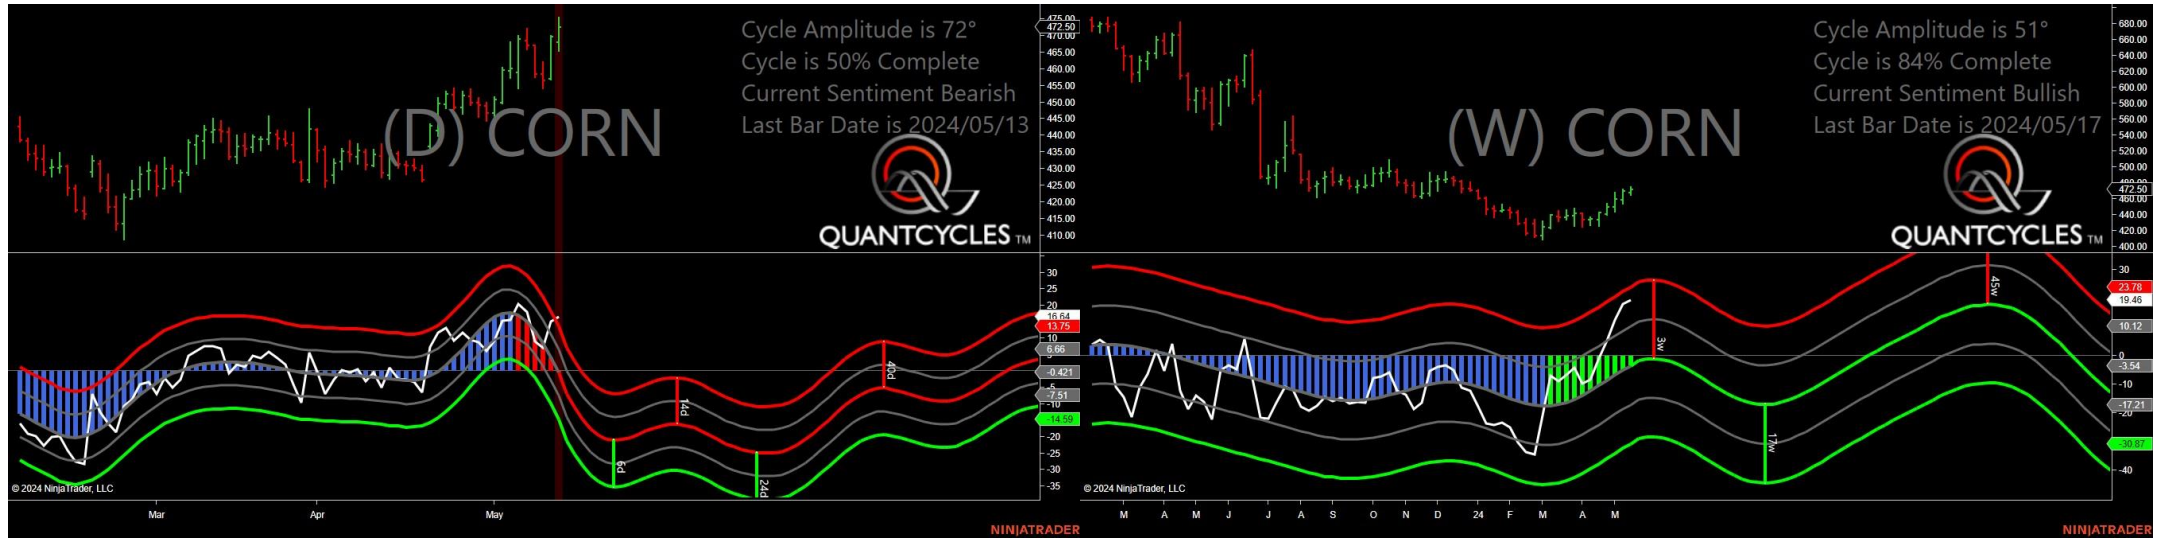 Cycle Amplitude is 72°
Cycle is 50% Complete
Current Sentiment Bearish
Last Bar Date is 2024/05/13
(D) CORN
QUANTCYCLES TM
475.00
472.50
470.00
465.00
460.00
455.00
450.00
445.00
440.00
435.00
430.00
425.00
420.00
415.00
410.00
30
25
20
16.64
13.75
10
6.66
-0.421
-5
-7.51
-10
-14.59
-20
-25
-30
-35
6d
14d
24d
40d
© 2024 NinjaTrader, LLC
Mar
Apr
May
NINJATRADER
Cycle Amplitude is 51°
Cycle is 84% Complete
Current Sentiment Bullish
Last Bar Date is 2024/05/17
(W) CORN
QUANTCYCLES TM
680.00
660.00
640.00
620.00
600.00
580.00
560.00
540.00
520.00
500.00
480.00
472.50
460.00
440.00
420.00
400.00
30
23.78
19.46
10.12
0
-3.54
-10
-17.21
-20
-30.87
-40
3w
17w
45w
© 2024 NinjaTrader, LLC
M A M J J A S O N D 24 F M A M
NINJATRADER